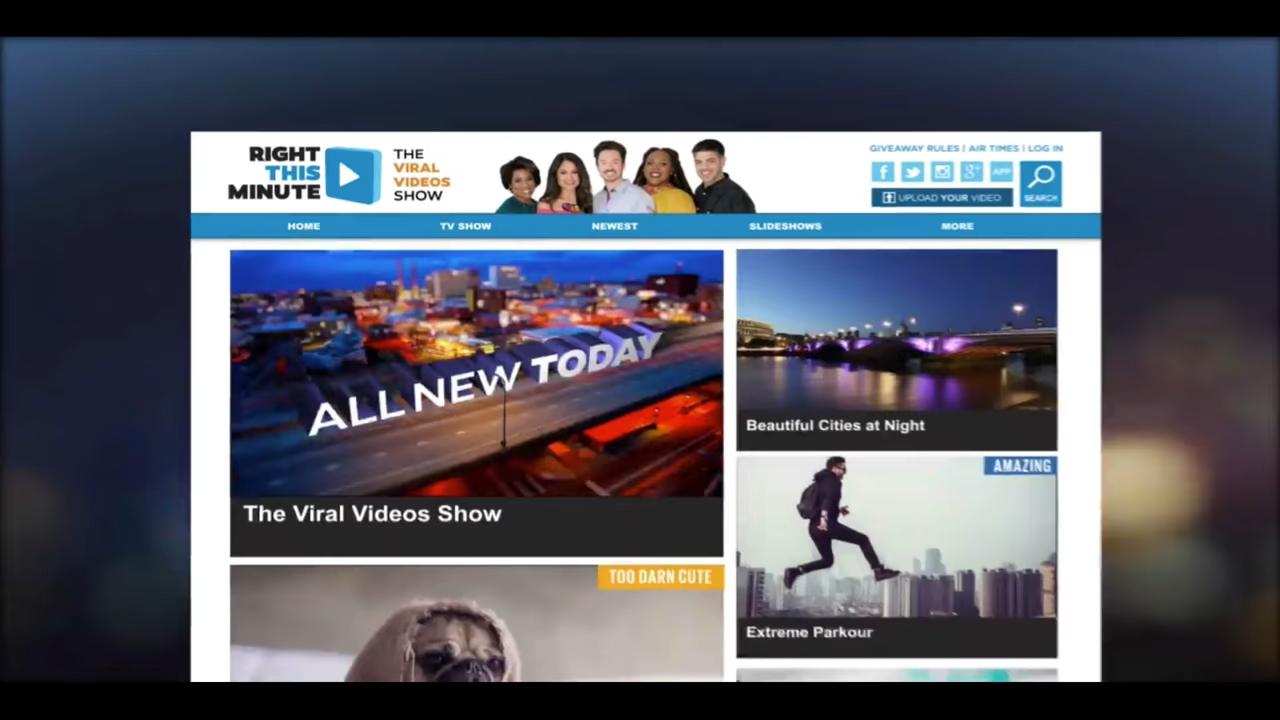 RIGHT
THIS
MINUTE
THE
VIRAL
VIDEOS
SHOW
GIVEAWAY RULES | AIR TIMES | LOG IN
f
g+
APP
UPLOAD YOUR VIDEO
SEARCH
HOME
TV SHOW
NEWEST
SLIDESHOWS
MORE
ALL NEW TODAY
The Viral Videos Show
Beautiful Cities at Night
AMAZING
Extreme Parkour
TOO DARN CUTE